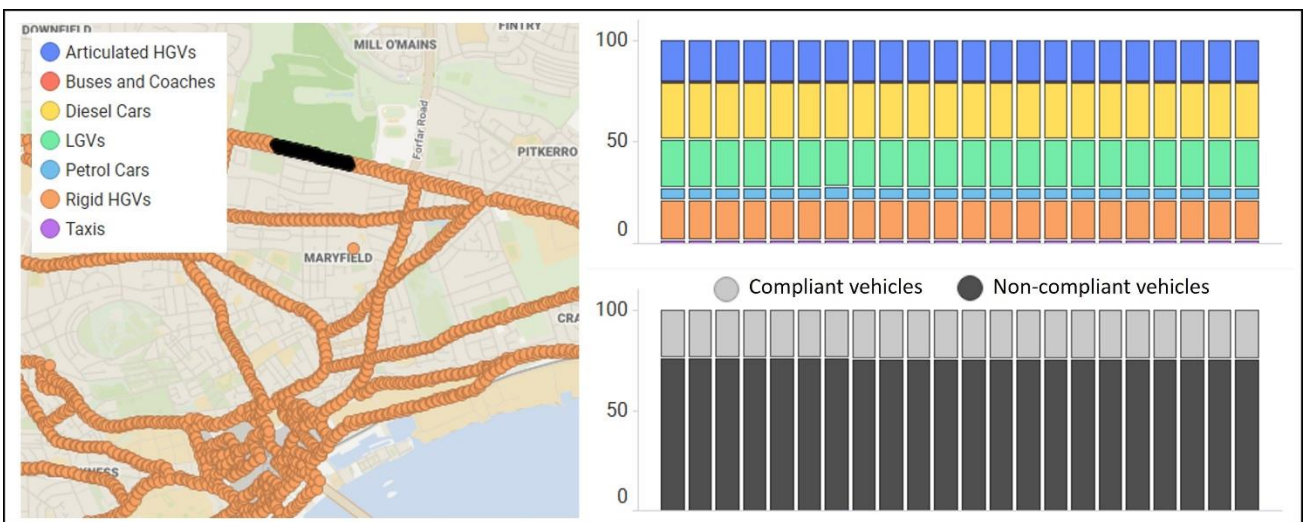 DOWNFIELD
FINTRY
MILL O'MAINS
Forfar Road
PITKERRO
MARYFIELD
CRA
NESS
Articulated HGVs
Buses and Coaches
Diesel Cars
LGVs
Petrol Cars
Rigid HGVs
Taxis
100
50
0
Compliant vehicles
Non-compliant vehicles
100
50
0